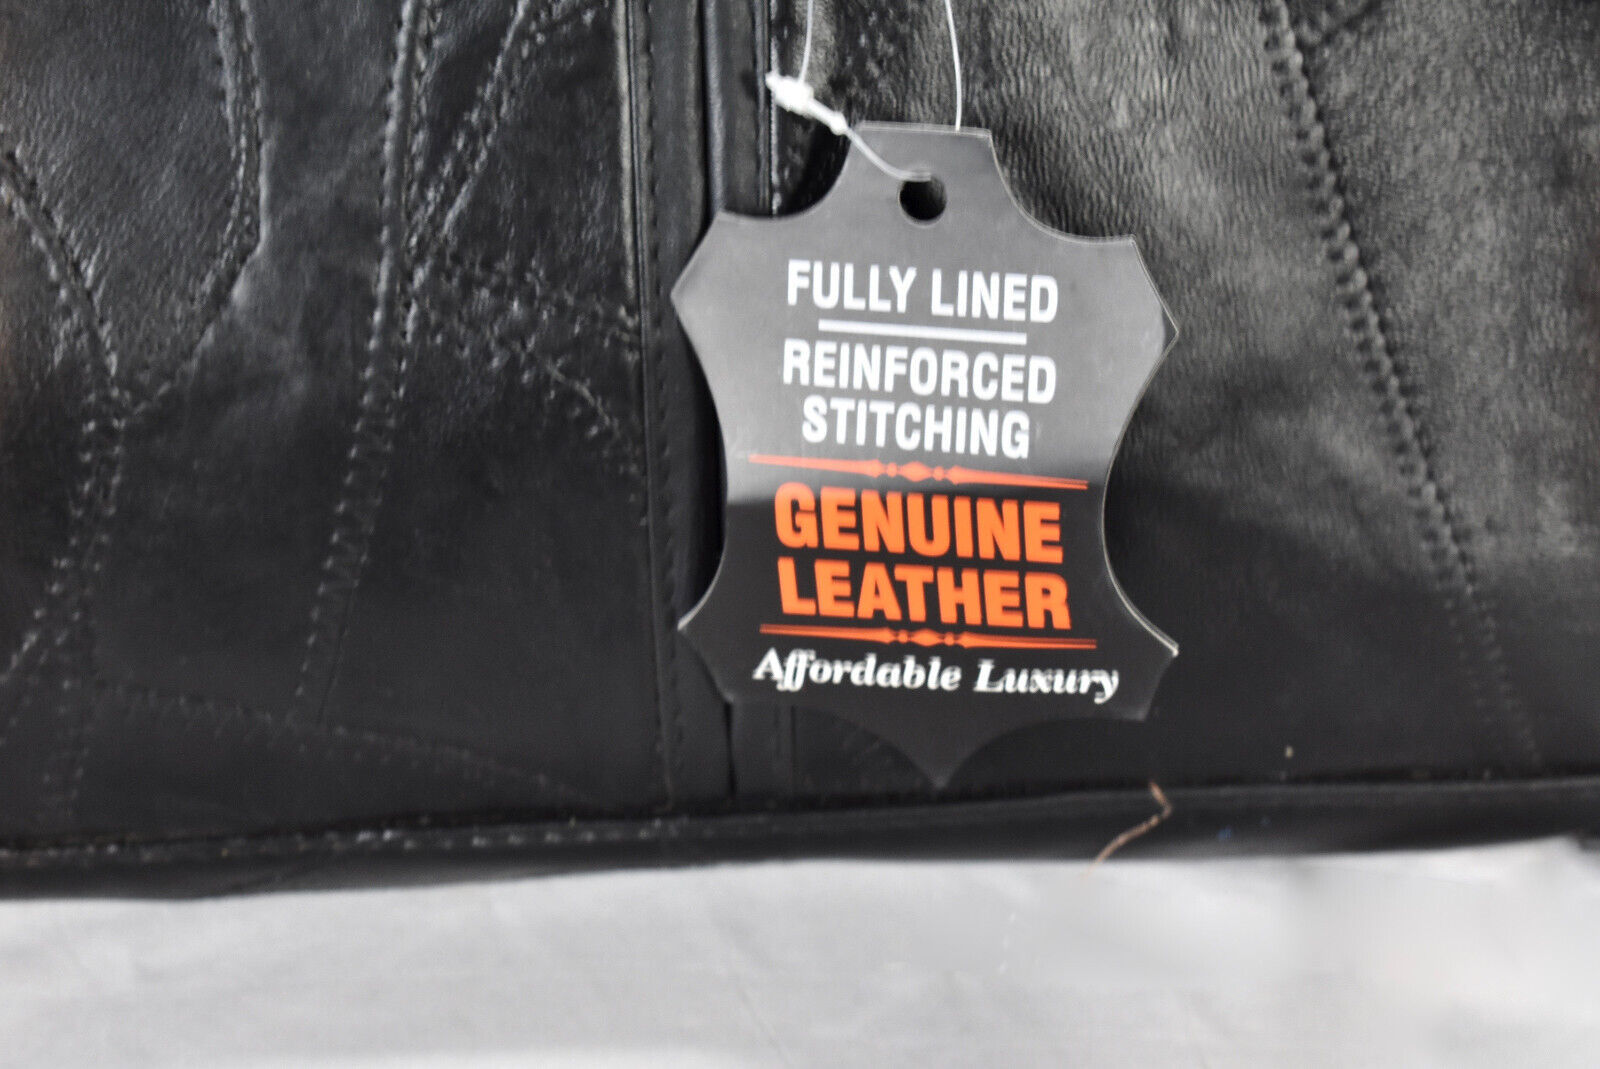 FULLY LINED
REINFORCED
STITCHING
GENUINE
LEATHER
Affordable Luxury